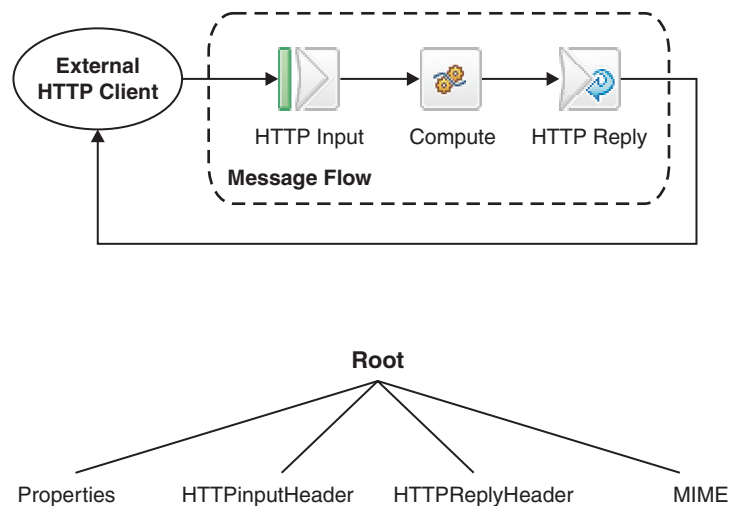 External
HTTP Client
HTTP Input
Compute
HTTP Reply
Message Flow
Root
Properties
HTTPinputHeader
HTTPReplyHeader
MIME